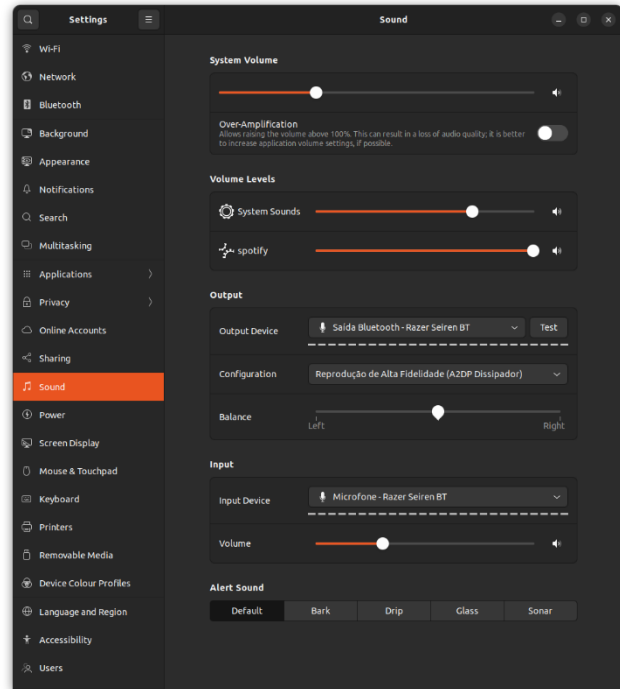 Settings
Sound
Wi-Fi
Network
Bluetooth
Background
Appearance
Notifications
Search
Multitasking
Applications
Privacy
Online Accounts
Sharing
Sound
Power
Screen Display
Mouse & Touchpad
Keyboard
Printers
Removable Media
Device Colour Profiles
Language and Region
Accessibility
Users
System Volume
Over-Amplification
Allows raising the volume above 100%. This can result in a loss of audio quality; it is better
to increase application volume settings, if possible.
Volume Levels
System Sounds
spotify
Output
Output Device
Saída Bluetooth - Razer Seiren BT
Test
Configuration
Reprodução de Alta Fidelidade (A2DP Dissipador)
Balance
Left
Right
Input
Input Device
Microfone - Razer Seiren BT
Volume
Alert Sound
Default
Bark
Drip
Glass
Sonar